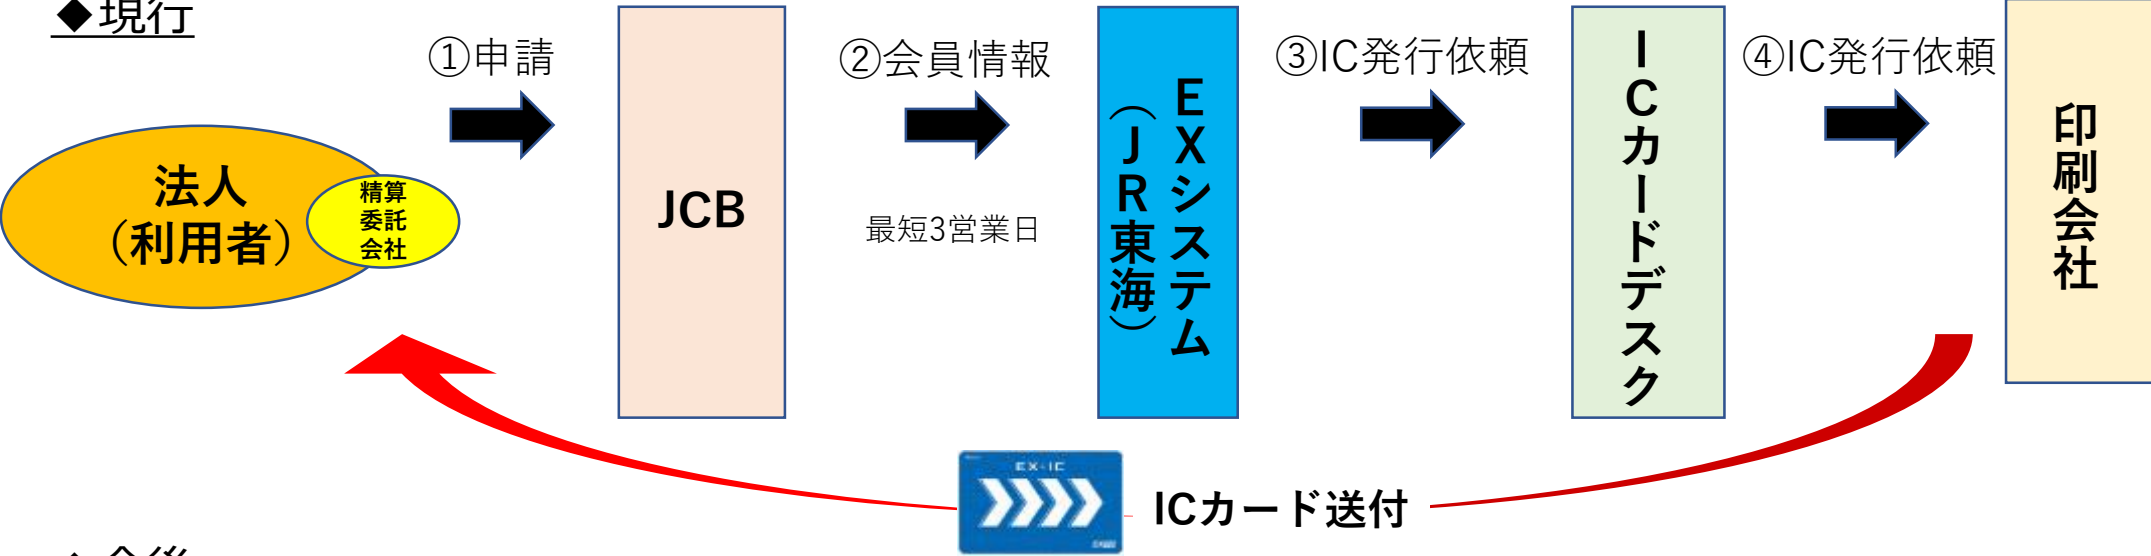 ◆現行
①申請
②会員情報
③IC発行依頼
④IC発行依頼
法人
（利用者）
精算
委託
会社
JCB
最短3営業日
EXシステム
（JR東海）
ICカードデスク
印刷会社
EX-IC
ICカード送付
◆今後